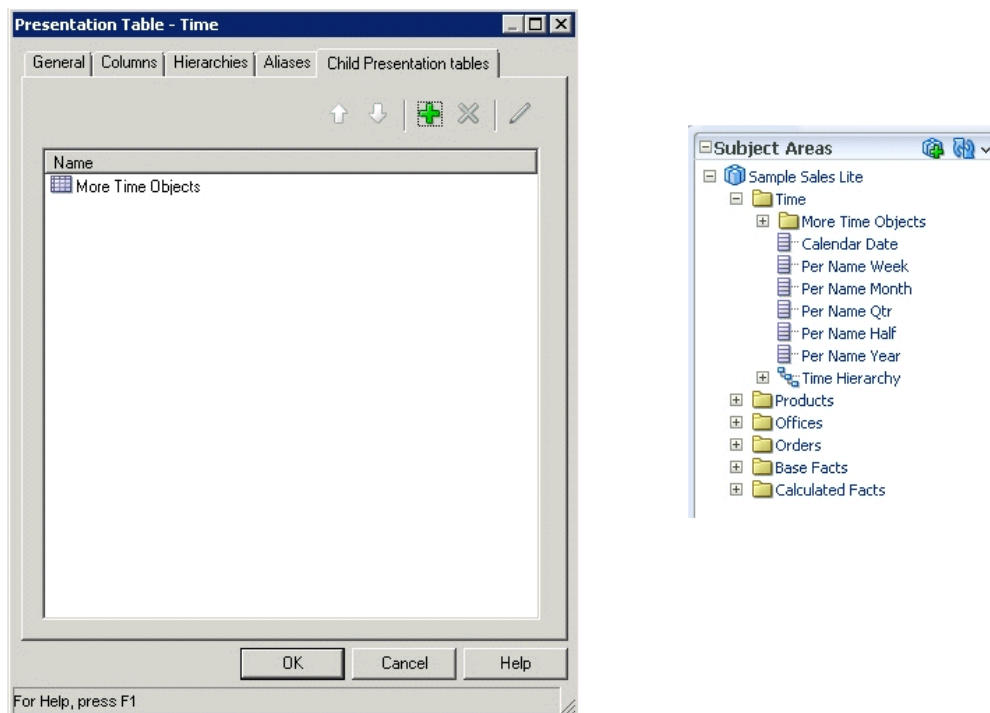 Presentation Table - Time
General Columns Hierarchies Aliases Child Presentation tables
Name
More Time Objects
OK Cancel Help
For Help, press F1
Subject Areas
Sample Sales Lite
Time
More Time Objects
Calendar Date
Per Name Week
Per Name Month
Per Name Qtr
Per Name Half
Per Name Year
Time Hierarchy
Products
Offices
Orders
Base Facts
Calculated Facts